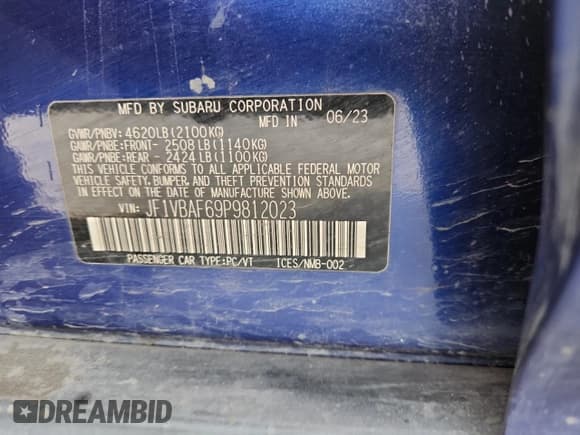 MFD BY SUBARU CORPORATION
MFD IN 06/23
GVWR/PNBV: 4620LB(2100KG)
GAWR/PNBE:FRONT- 2508LB(1140KG)
GAWR/PNBE:REAR - 2424LB(1100KG)
THIS VEHICLE CONFORMS TO ALL APPLICABLE FEDERAL MOTOR
VEHICLE SAFETY, BUMPER, AND THEFT PREVENTION STANDARDS
IN EFFECT ON THE DATE OF MANUFACTURE SHOWN ABOVE.
VIN: JF1VBAF69P9812023
PASSENGER CAR TYPE:PC/VT ICES/NMB-002
DREAMBID